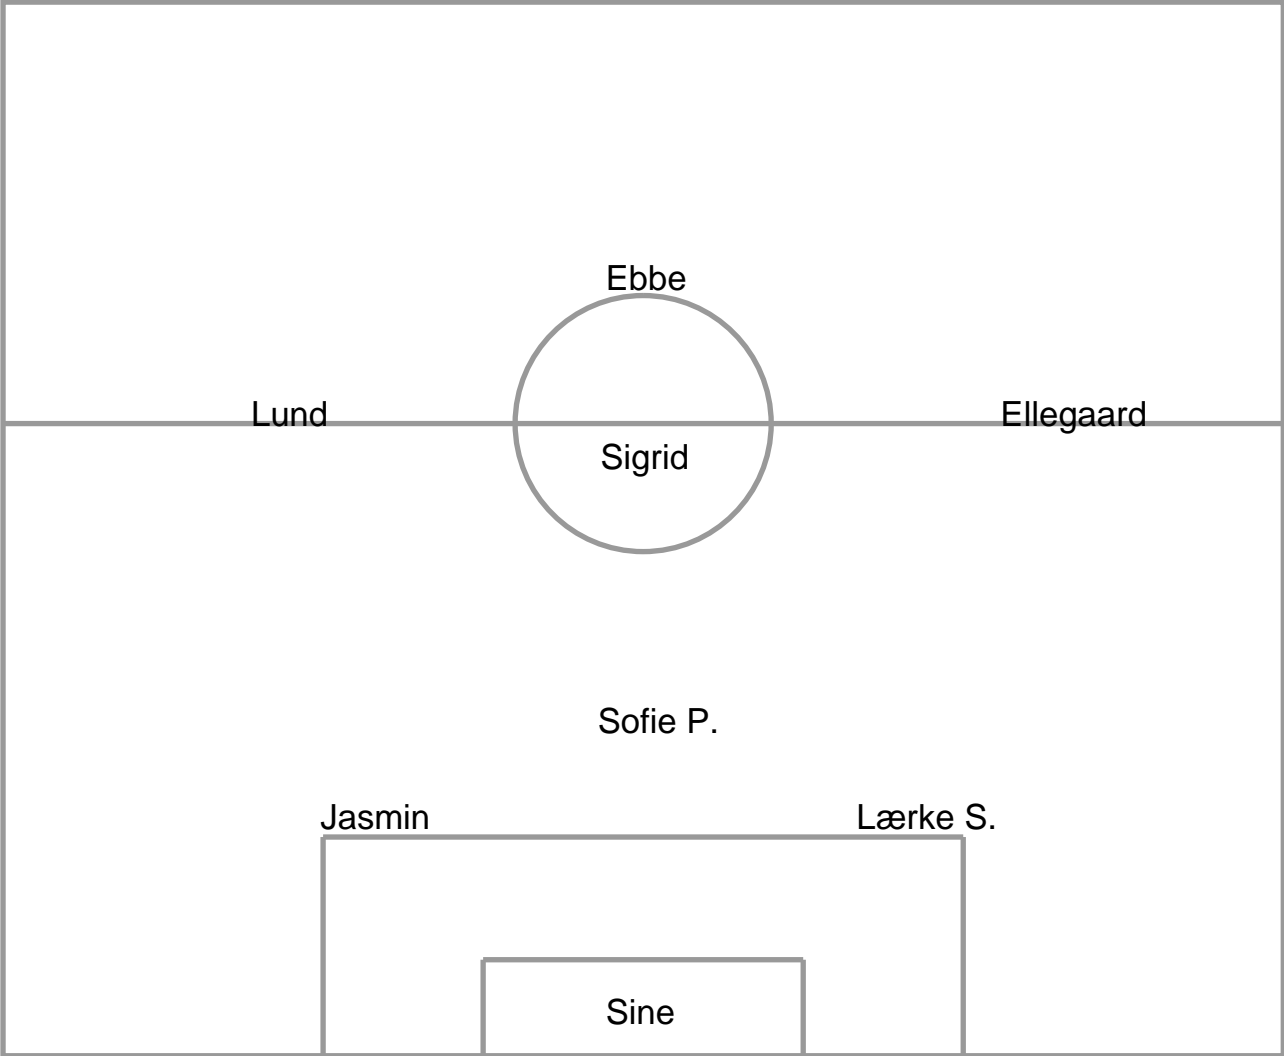 Ebbe
Lund
Ellegaard
Sigrid
Sofie P.
Jasmin
Lærke S.
Sine